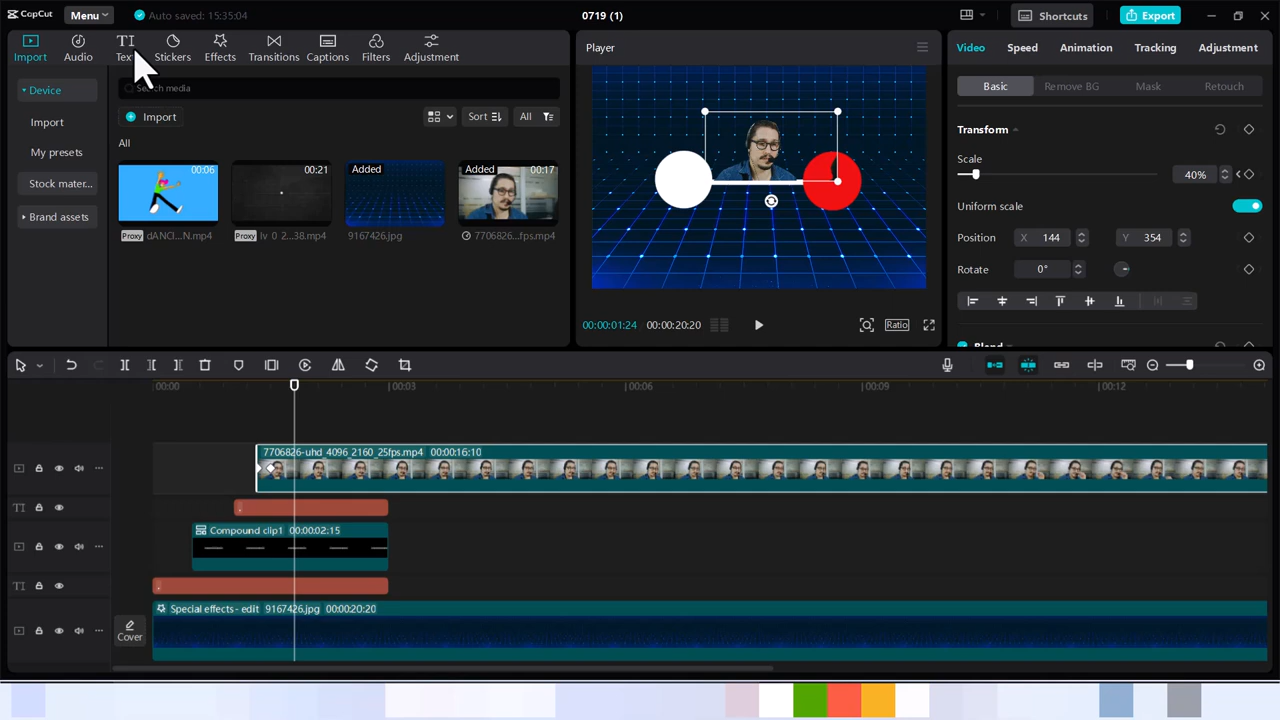 CapCut
Menu
Auto saved: 15:35:04
0719 (1)
Shortcuts
Export
Import
Audio
Text
Stickers
Effects
Transitions
Captions
Filters
Adjustment
Player
Video
Speed
Animation
Tracking
Adjustment
Device
Search media
Basic
Remove BG
Mask
Retouch
Import
Import
Sort
All
Transform
My presets
All
Scale
40%
Stock mater...
Added
Added
00:06
00:21
00:17
Brand assets
Uniform scale
Proxy dANCI...N.mp4
Proxy lv_0_2...38.mp4
9167426.jpg
7706826...fps.mp4
Position X 144 Y 354
Rotate 0°
00:00:01:24 00:00:20:20
Ratio
Blend
00:00
00:03
00:06
00:09
00:12
7706826-uhd_4096_2160_25fps.mp4 00:00:16:10
TI
Compound clip1 00:00:02:15
TI
Special effects - edit 9167426.jpg 00:00:20:20
Cover